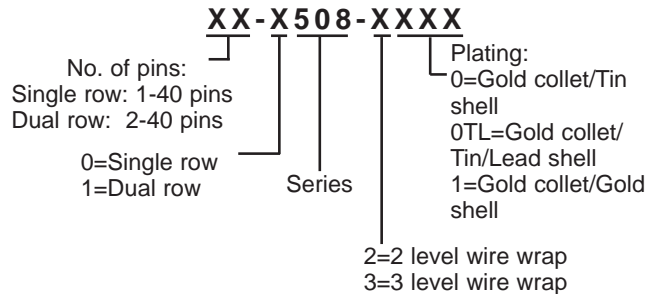 XX-X508-XXXX
No. of pins:
Single row: 1-40 pins
Dual row: 2-40 pins
0=Single row
1=Dual row
Series
Plating:
0=Gold collet/Tin
shell
0TL=Gold collet/
Tin/Lead shell
1=Gold collet/Gold
shell
2=2 level wire wrap
3=3 level wire wrap